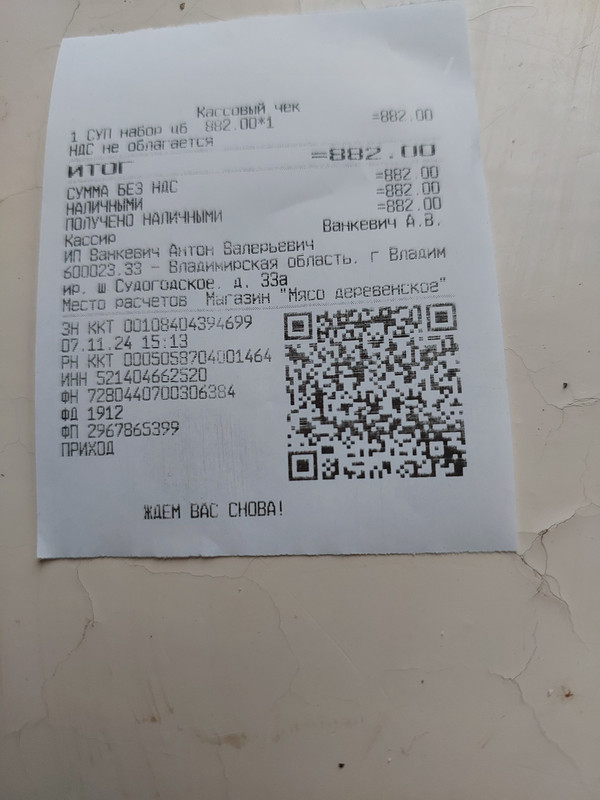 Кассовый чек
1 СУП набор цб 882.00*1 =882.00
НДС не облагается
ИТОГ =882.00
СУММА БЕЗ НДС =882.00
НАЛИЧНЫМИ =882.00
ПОЛУЧЕНО НАЛИЧНЫМИ =882.00
Кассир Ванкевич А.В.
ИП Ванкевич Антон Валерьевич
600023.33 - Владимирская область, г Владим
ир, ш Судогодское, д. 33а
Место расчетов Магазин "Мясо деревенское"
ЗН ККТ 00108404394699
07.11.24 15:13
РН ККТ 0005058704001464
ИНН 521404662520
ФН 7280440700306384
ФД 1912
ФП 2967865399
ПРИХОД
ЖДЕМ ВАС СНОВА!